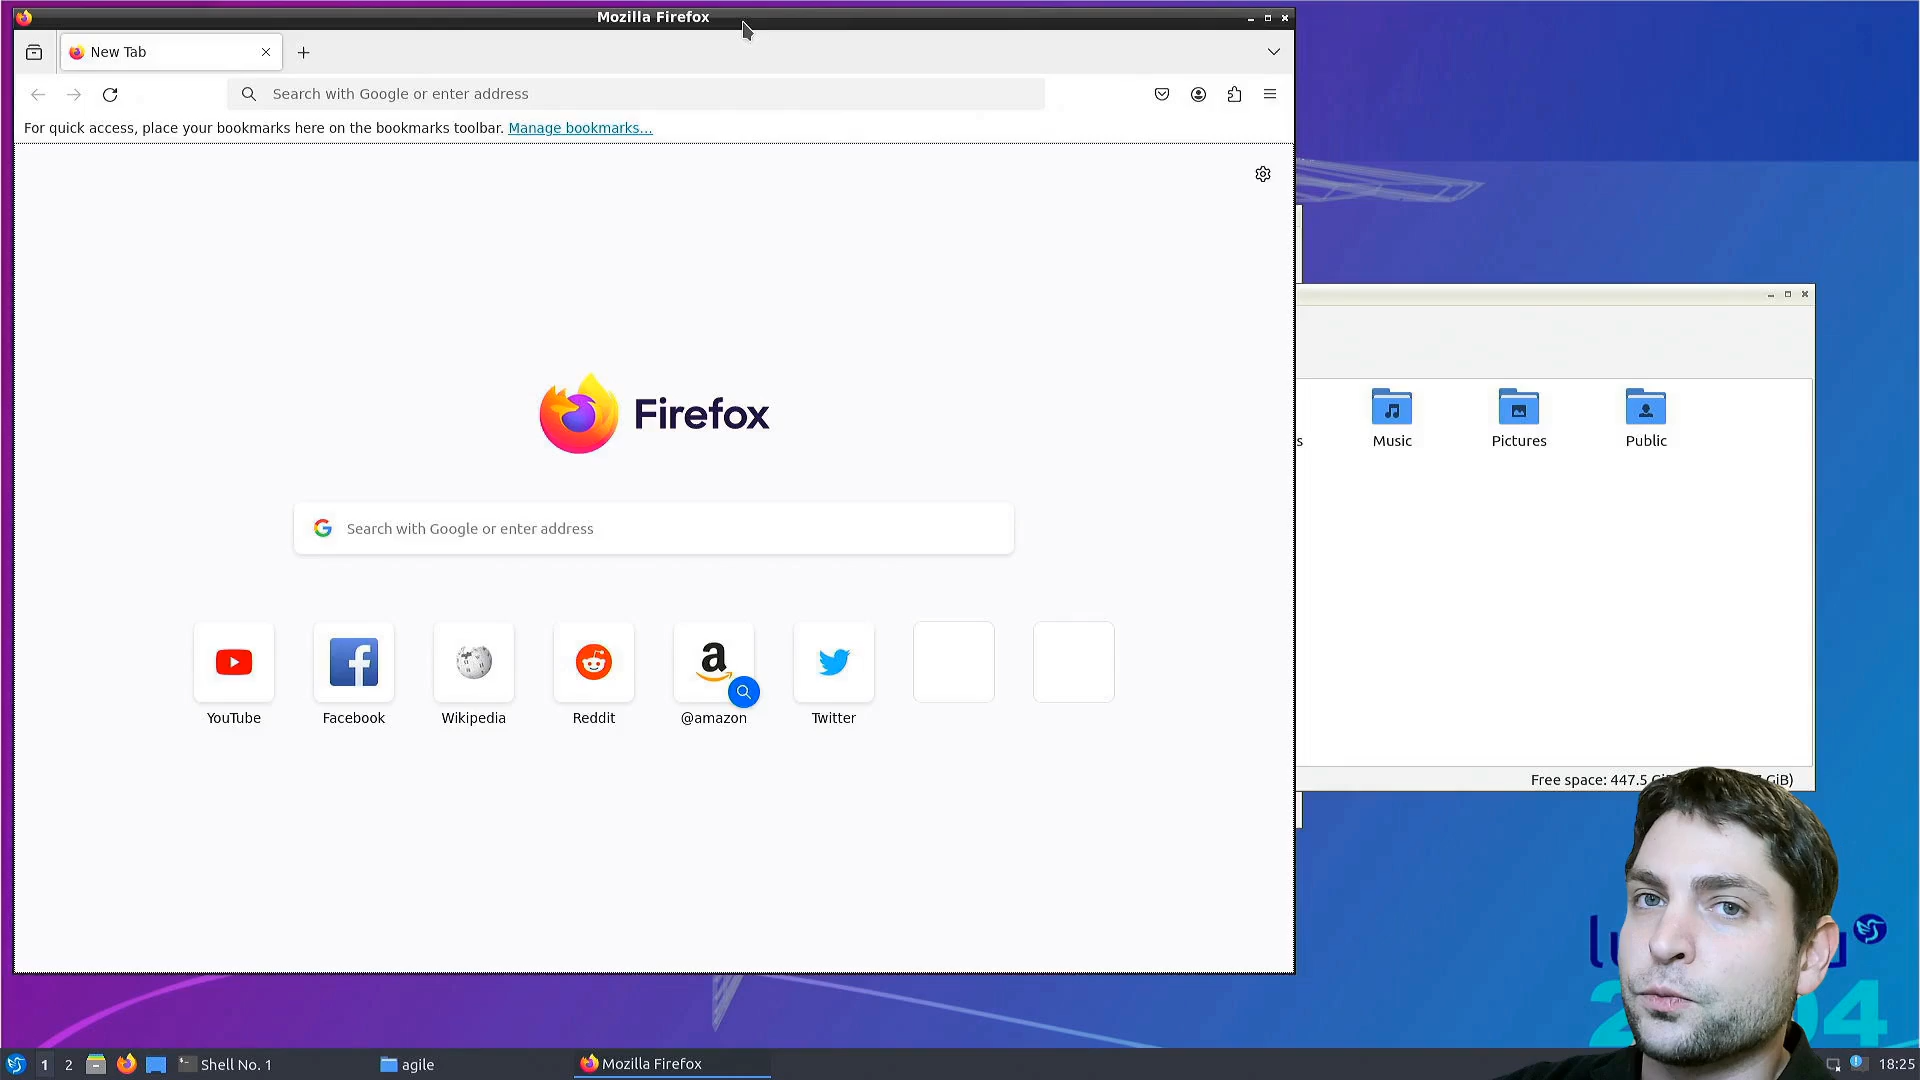 Mozilla Firefox
New Tab
Search with Google or enter address
For quick access, place your bookmarks here on the bookmarks toolbar. Manage bookmarks...
Firefox
Search with Google or enter address
YouTube
Facebook
Wikipedia
Reddit
@amazon
Twitter
Music
Pictures
Public
Free space: 447.5
GiB)
1
2
Shell No. 1
agile
Mozilla Firefox
18:25